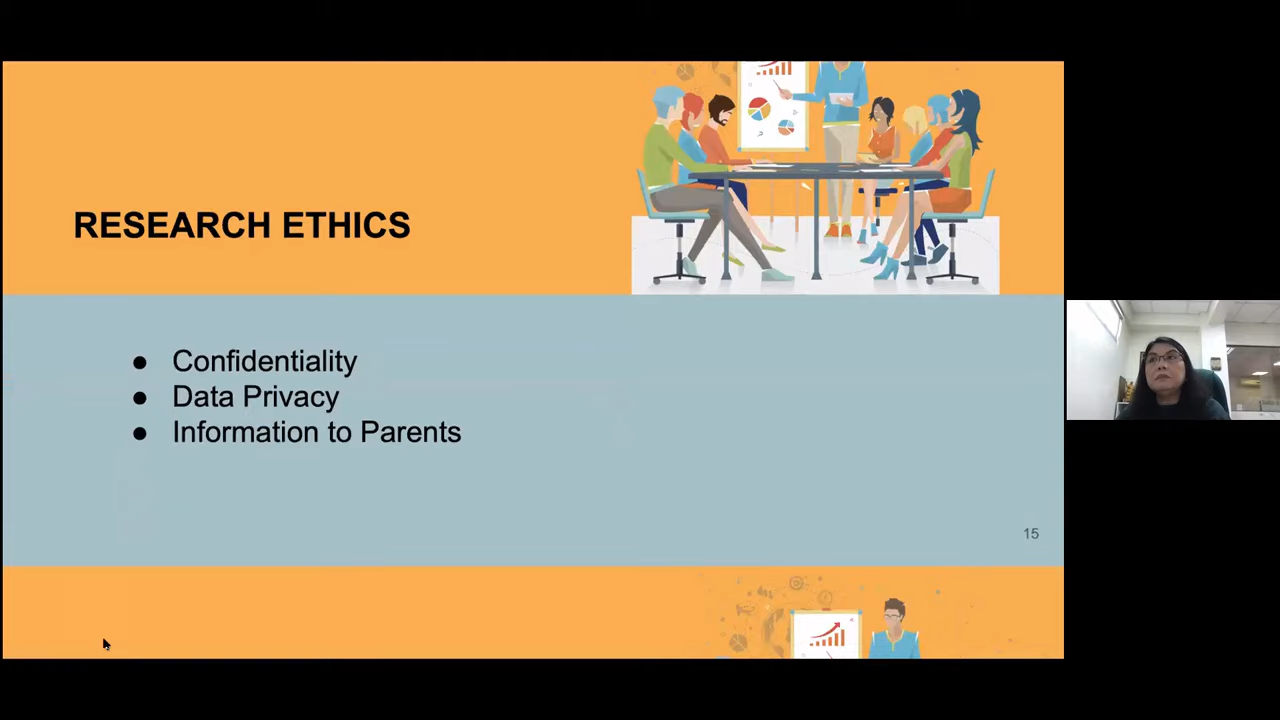 RESEARCH ETHICS
● Confidentiality
● Data Privacy
● Information to Parents
15